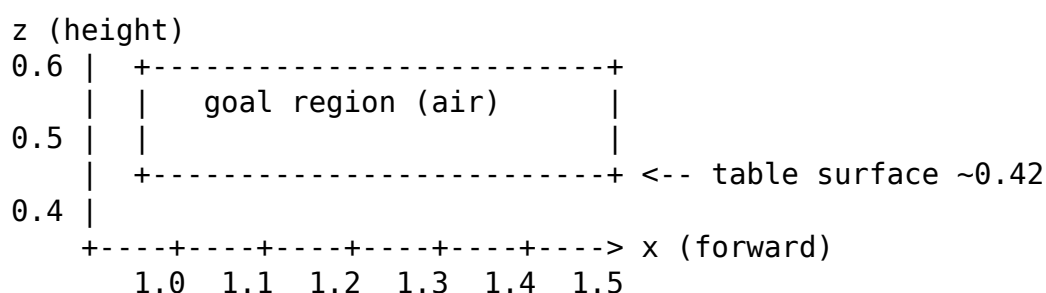 z (height)
0.6 | +--------------------------+
| | goal region (air) |
0.5 | | |
| +--------------------------+ <-- table surface ~0.42
0.4 |
+----+----+----+----+----+----> x (forward)
1.0 1.1 1.2 1.3 1.4 1.5